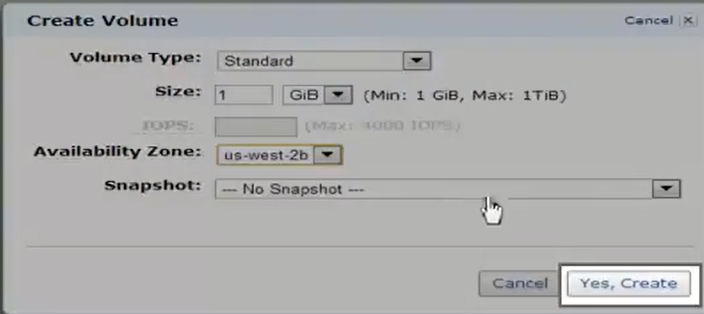 Create Volume Cancel X
Volume Type: Standard
Size: 1 GiB (Min: 1 GiB, Max: 1TiB)
IOPS: (Max: 4000 IOPS)
Availability Zone: us-west-2b
Snapshot: --- No Snapshot ---
Cancel Yes, Create